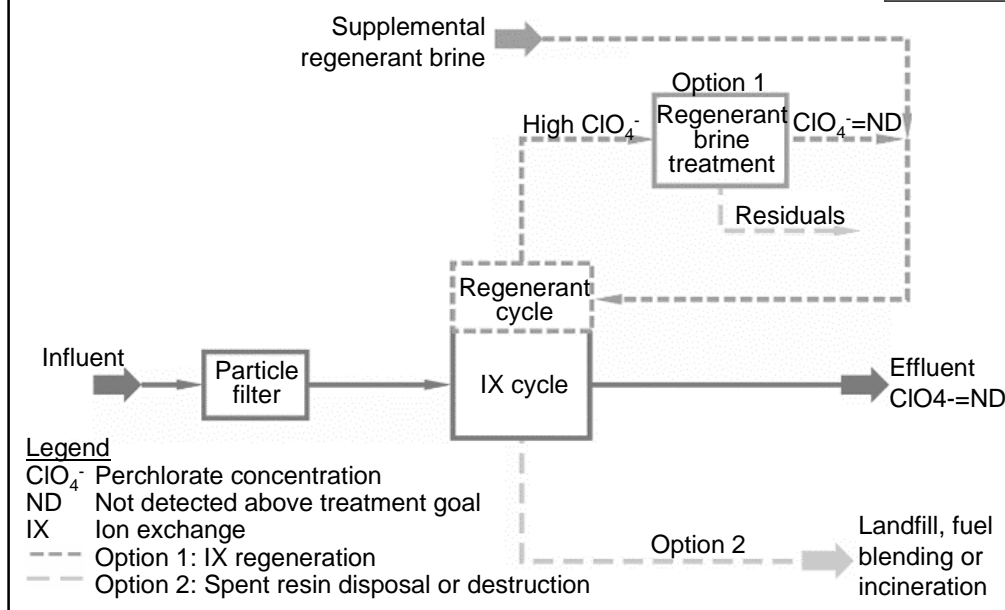 Supplemental
regenerant brine
Option 1
High ClO₄⁻
Regenerant
brine
treatment
ClO₄⁻=ND
Residuals
Regenerant
cycle
Influent
Particle
filter
IX cycle
Effluent
ClO4-=ND
Legend
ClO₄⁻ Perchlorate concentration
ND Not detected above treatment goal
IX Ion exchange
Option 1: IX regeneration
Option 2: Spent resin disposal or destruction
Option 2
Landfill, fuel
blending or
incineration